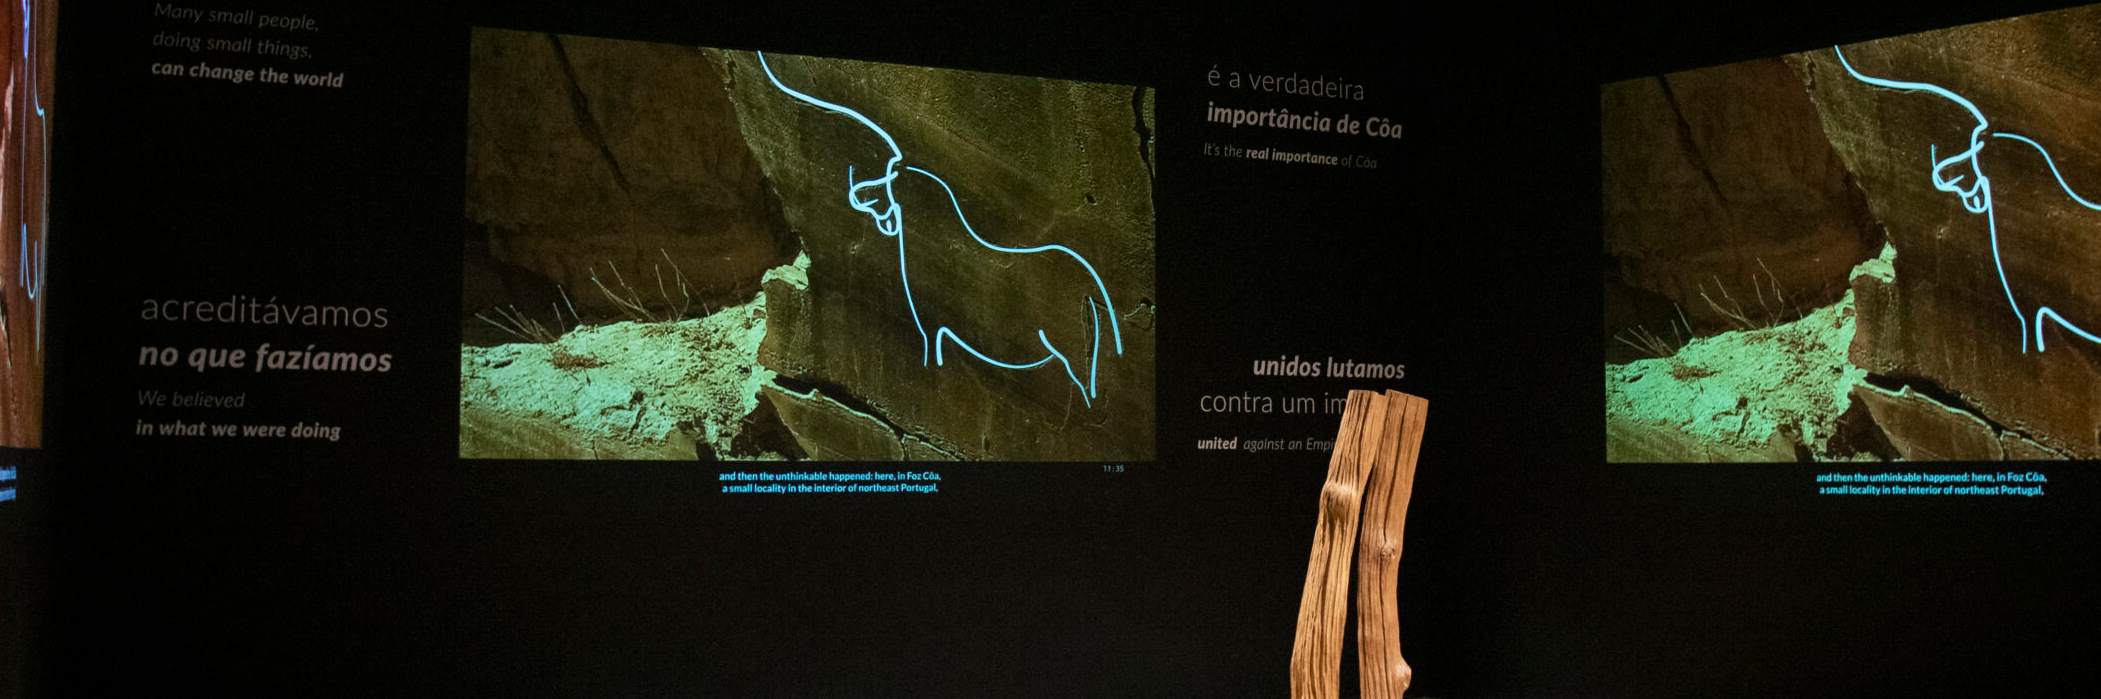 Many small people,
doing small things,
can change the world
acreditávamos
no que fazíamos
We believed
in what we were doing
and then the unthinkable happened: here, in Foz Côa,
a small locality in the interior of northeast Portugal,
11:35
é a verdadeira
importância de Côa
It's the real importance of Côa
unidos lutamos
contra um im
united against an Empi
and then the unthinkable happened: here, in Foz Côa,
a small locality in the interior of northeast Portugal,